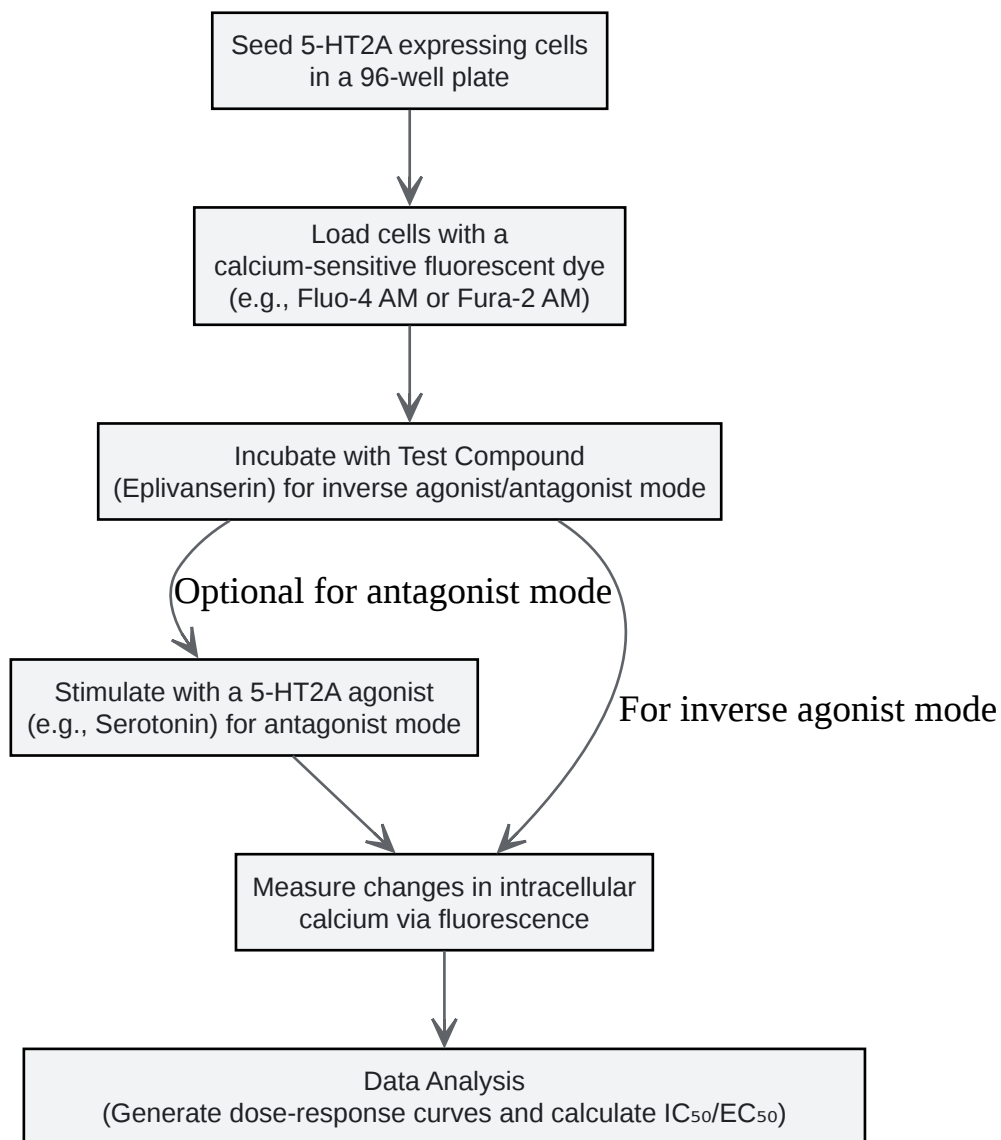 Seed 5-HT2A expressing cells
in a 96-well plate
Load cells with a
calcium-sensitive fluorescent dye
(e.g., Fluo-4 AM or Fura-2 AM)
Incubate with Test Compound
(Eplivanserin) for inverse agonist/antagonist mode
Optional for antagonist mode
Stimulate with a 5-HT2A agonist
(e.g., Serotonin) for antagonist mode
For inverse agonist mode
Measure changes in intracellular
calcium via fluorescence
Data Analysis
(Generate dose-response curves and calculate IC₅₀/EC₅₀)